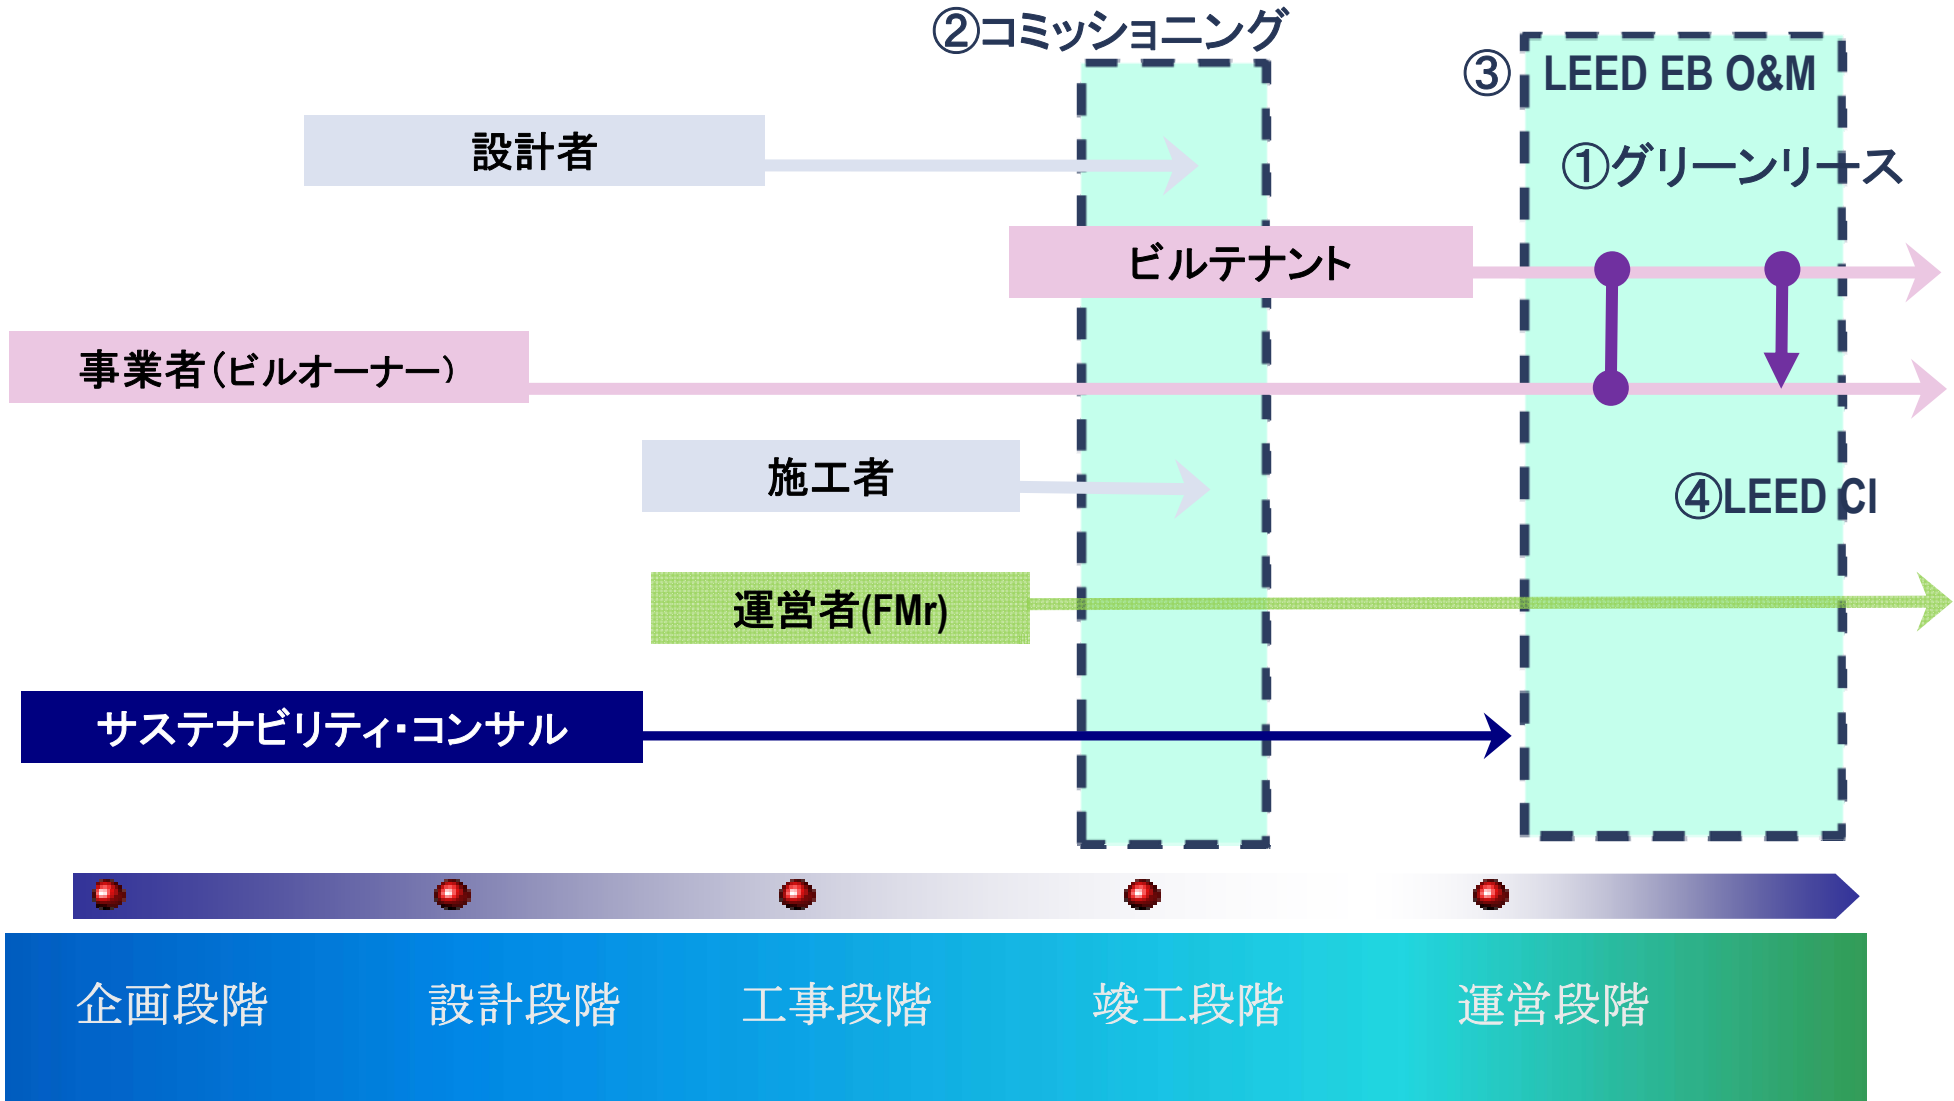 ②コミッショニング
③ LEED EB O&M
設計者
①グリーンリース
ビルテナント
事業者（ビルオーナー）
施工者
④LEED CI
運営者(FMr)
サステナビリティ・コンサル
企画段階 設計段階 工事段階 竣工段階 運営段階